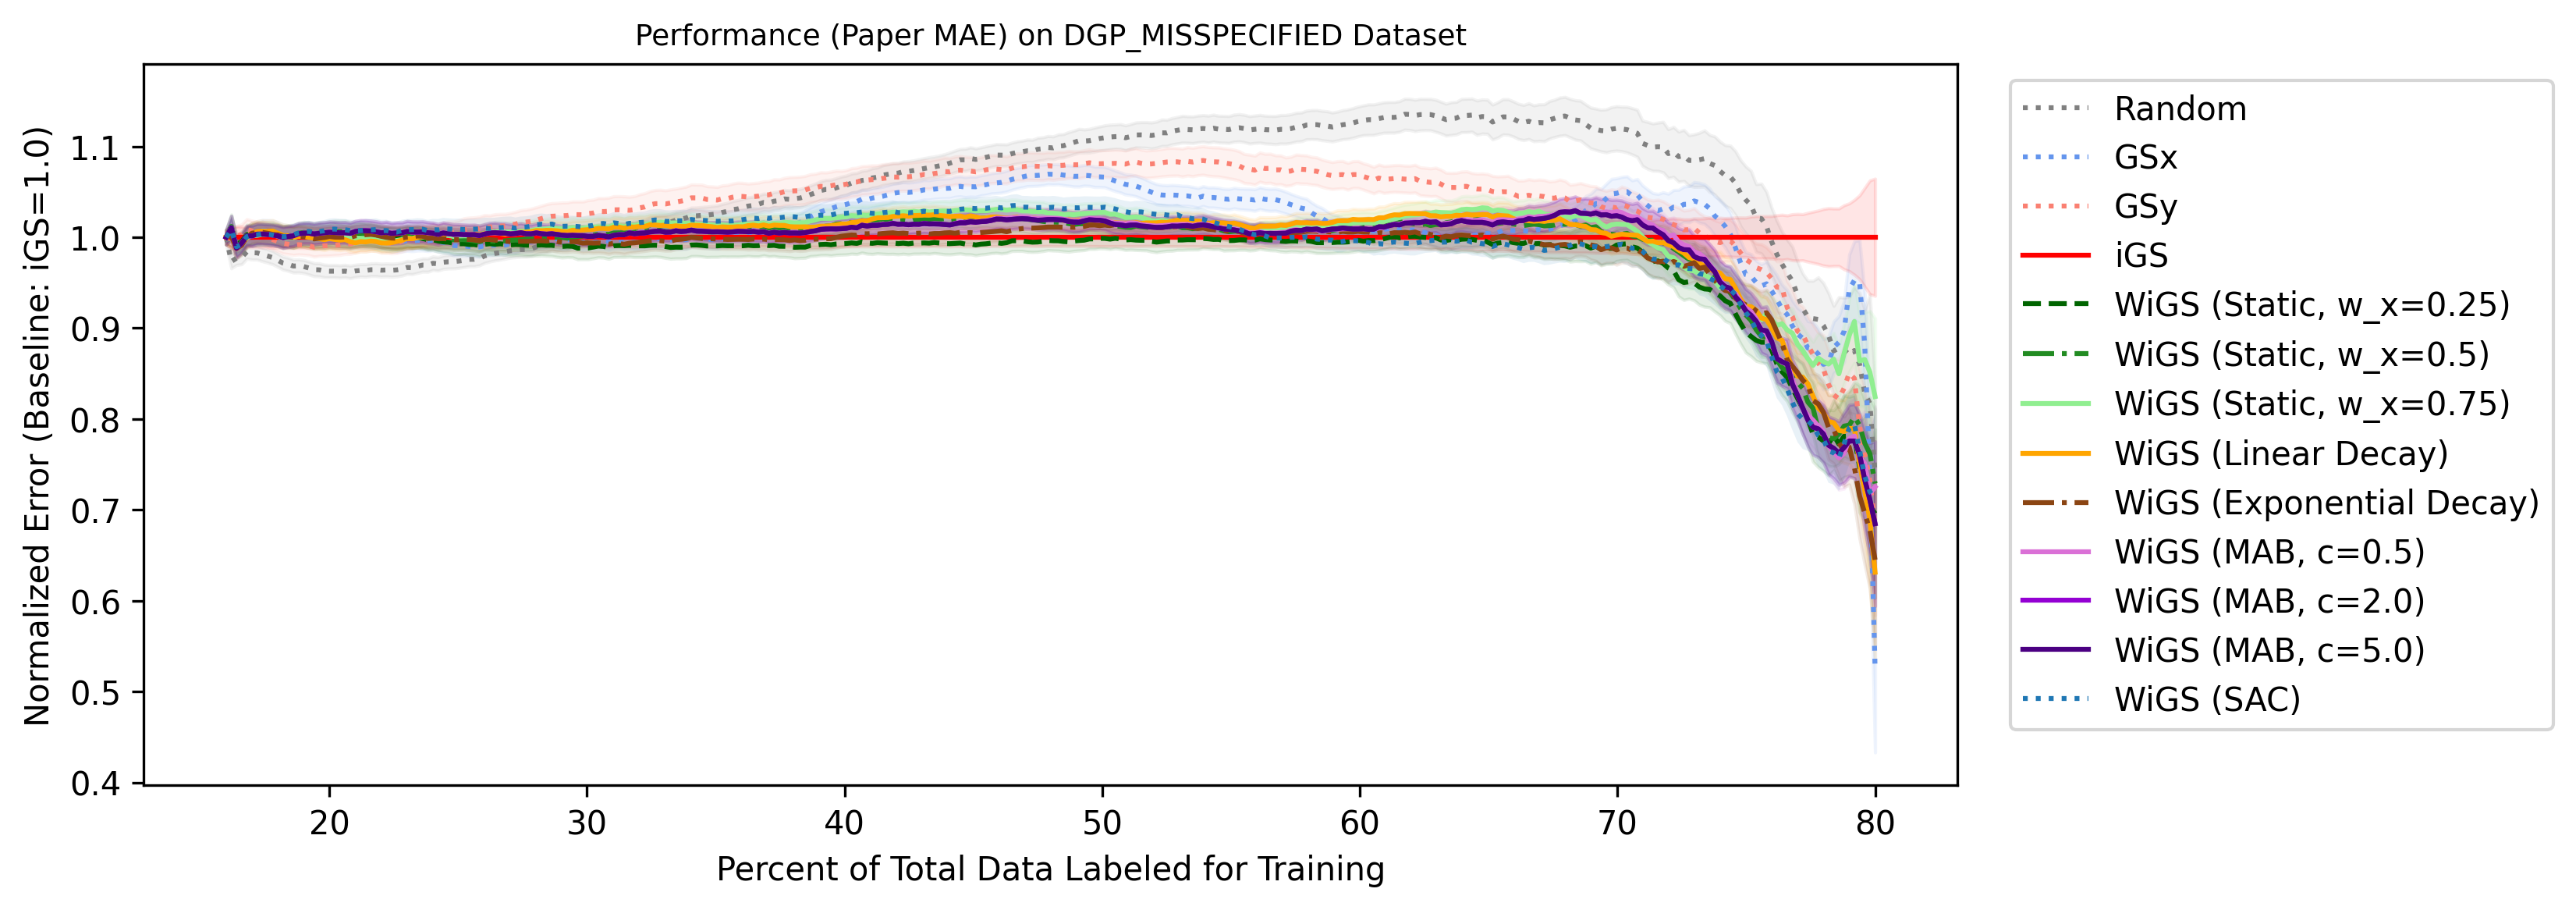 Performance (Paper MAE) on DGP_MISSPECIFIED Dataset
Normalized Error (Baseline: iGS=1.0)
1.1
1.0
0.9
0.8
0.7
0.6
0.5
0.4
20 30 40 50 60 70 80
Percent of Total Data Labeled for Training
Random
GSx
GSy
iGS
WiGS (Static, w_x=0.25)
WiGS (Static, w_x=0.5)
WiGS (Static, w_x=0.75)
WiGS (Linear Decay)
WiGS (Exponential Decay)
WiGS (MAB, c=0.5)
WiGS (MAB, c=2.0)
WiGS (MAB, c=5.0)
WiGS (SAC)